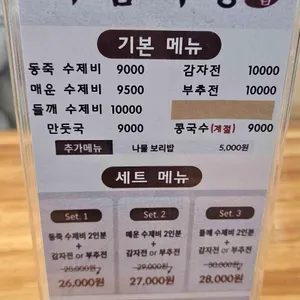 기본 메뉴
동죽 수제비 9000 감자전 10000
매운 수제비 9500 부추전 10000
들깨 수제비 10000
만둣국 9000 콩국수(계절) 9000
추가메뉴 나물 보리밥 5,000원
세트 메뉴
Set. 1 Set. 2 Set. 3
동죽 수제비 2인분 매운 수제비 2인분 들깨 수제비 2인분
+ + +
감자전 or 부추전 감자전 or 부추전 감자전 or 부추전
28,000원 29,000원 30,000원
26,000원 27,000원 28,000원